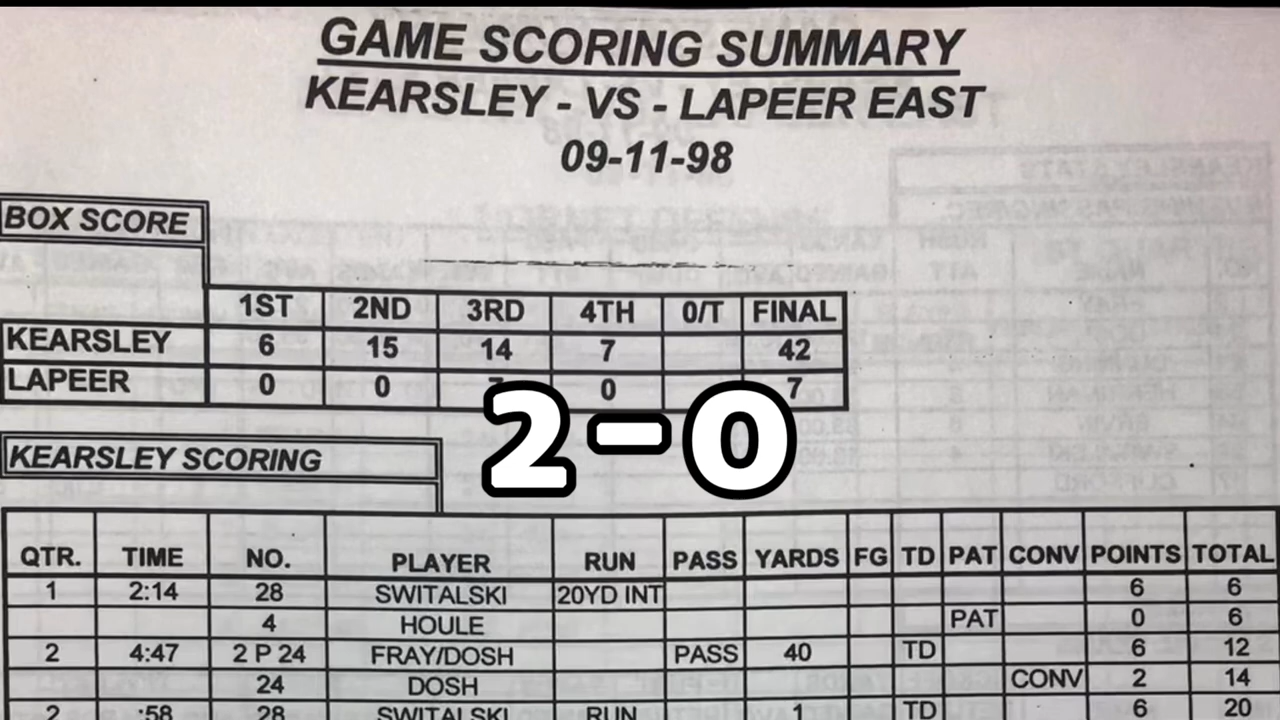 GAME SCORING SUMMARY
KEARSLEY - VS - LAPEER EAST
09-11-98
BOX SCORE
1ST 2ND 3RD 4TH 0/T FINAL
KEARSLEY 6 15 14 7 42
LAPEER 0 0 7 0 7
2-0
KEARSLEY SCORING
QTR. TIME NO. PLAYER RUN PASS YARDS FG TD PAT CONV POINTS TOTAL
1 2:14 28 SWITALSKI 20YD INT 6 6
4 HOULE PAT 0 6
2 4:47 2 P 24 FRAY/DOSH PASS 40 TD 6 12
24 DOSH CONV 2 14
2 :58 28 SWITALSKI RUN 1 TD 6 20